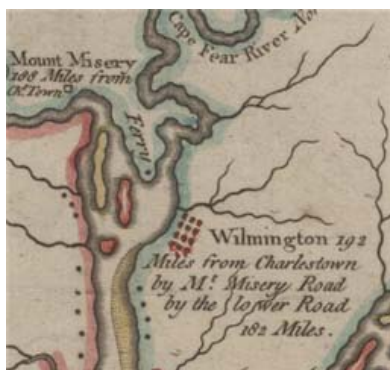 Cape Fear River No
Mount Misery
188 Miles from
Ch. Town
Ferry
Wilmington 192
Miles from Charlestown
by Mt. Misery Road
by the lower Road
182 Miles.